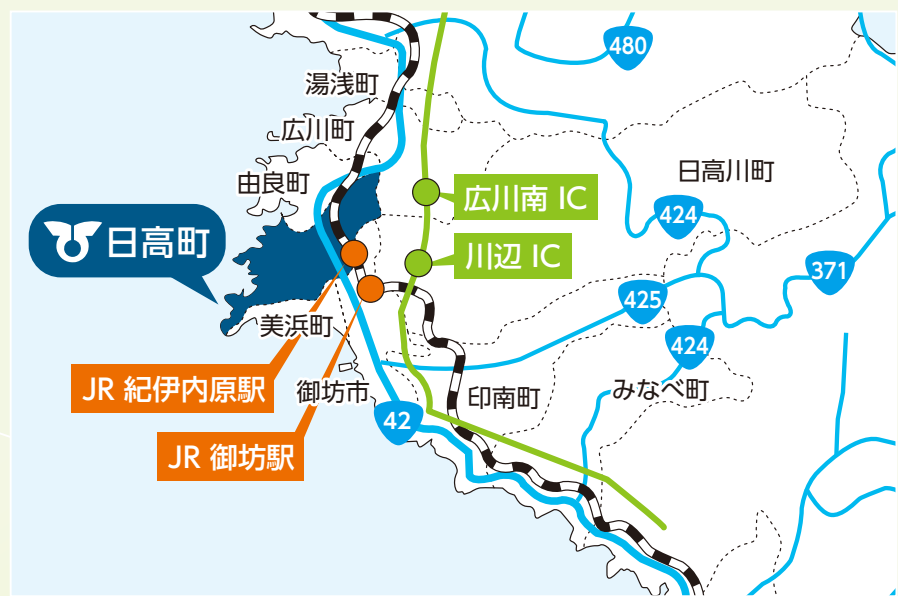 480
湯浅町
広川町
日高川町
由良町
広川南 IC
424
日高町
川辺 IC
371
425
美浜町
424
JR 紀伊内原駅
御坊市
印南町
みなべ町
42
JR 御坊駅